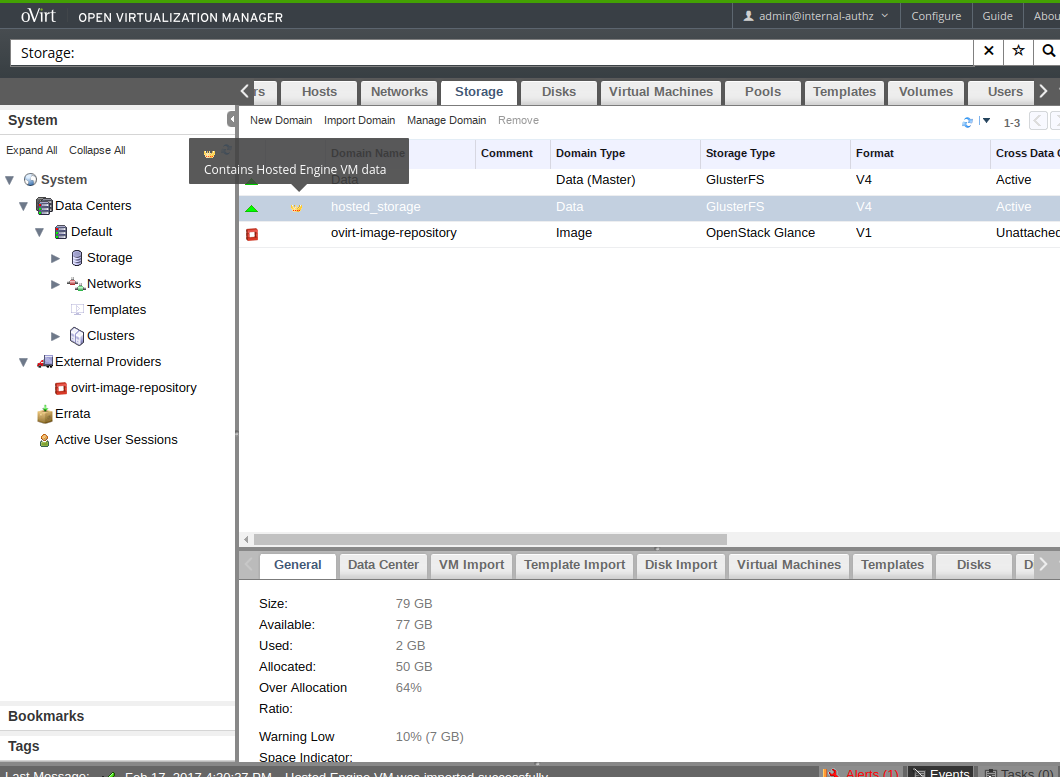 oVirt OPEN VIRTUALIZATION MANAGER admin@internal-authz Configure Guide Abou
Storage:
rs Hosts Networks Storage Disks Virtual Machines Pools Templates Volumes Users
System
New Domain Import Domain Manage Domain Remove 1-3
Expand All Collapse All
Contains Hosted Engine VM data
Domain Name Comment Domain Type Storage Type Format Cross Data C
Data Data (Master) GlusterFS V4 Active
hosted_storage Data GlusterFS V4 Active
ovirt-image-repository Image OpenStack Glance V1 Unattached
System
Data Centers
Default
Storage
Networks
Templates
Clusters
External Providers
ovirt-image-repository
Errata
Active User Sessions
Bookmarks
Tags
General Data Center VM Import Template Import Disk Import Virtual Machines Templates Disks D
Size: 79 GB
Available: 77 GB
Used: 2 GB
Allocated: 50 GB
Over Allocation 64%
Ratio:
Warning Low 10% (7 GB)
Space Indicator:
Last Message: Feb 17, 2017 4:20:27 PM Hosted Engine VM was imported successfully Alerts (1) Events Tasks (0)